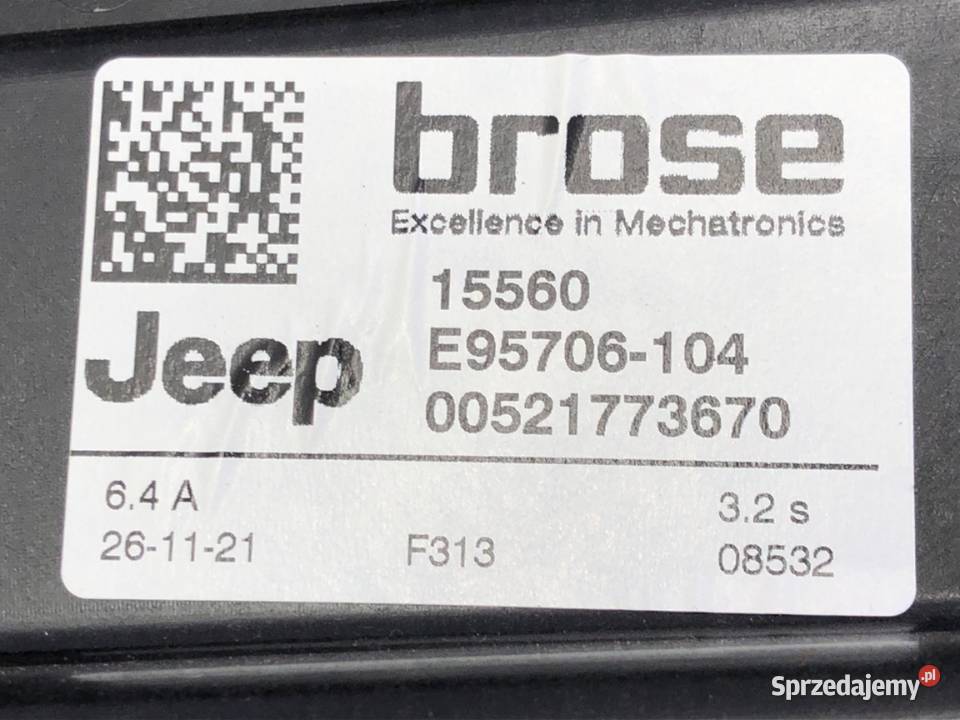 brose
Excellence in Mechatronics
15560
Jeep
E95706-104
00521773670
6.4 A
3.2 s
26-11-21
F313
08532
Sprzedajemy.pl